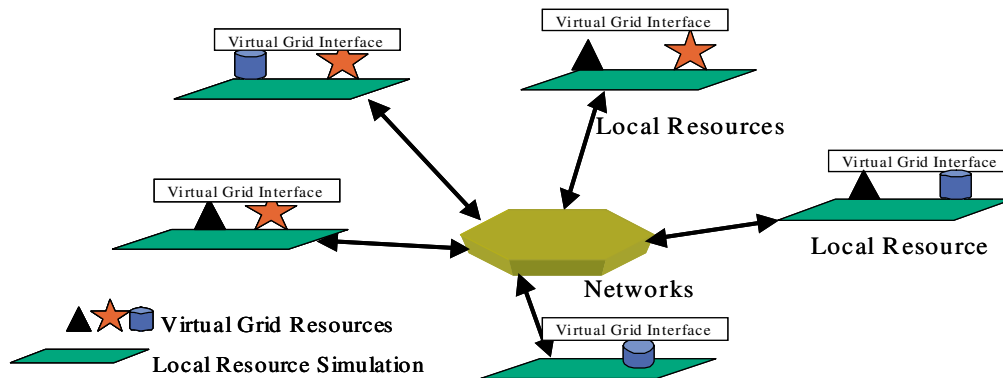 Virtual Grid Interface
Virtual Grid Interface
Local Resources
Virtual Grid Interface
Virtual Grid Interface
Local Resource
Networks
Virtual Grid Resources
Virtual Grid Interface
Local Resource Simulation